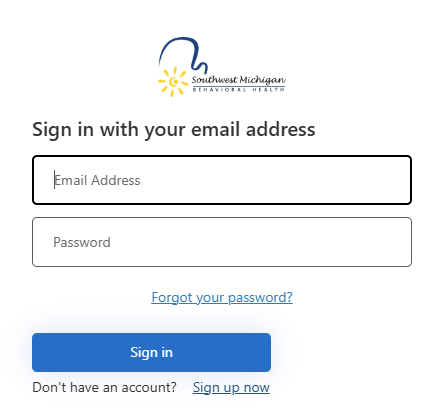 Southwest Michigan
BEHAVIORAL HEALTH
Sign in with your email address
Email Address
Password
Forgot your password?
Sign in
Don't have an account? Sign up now